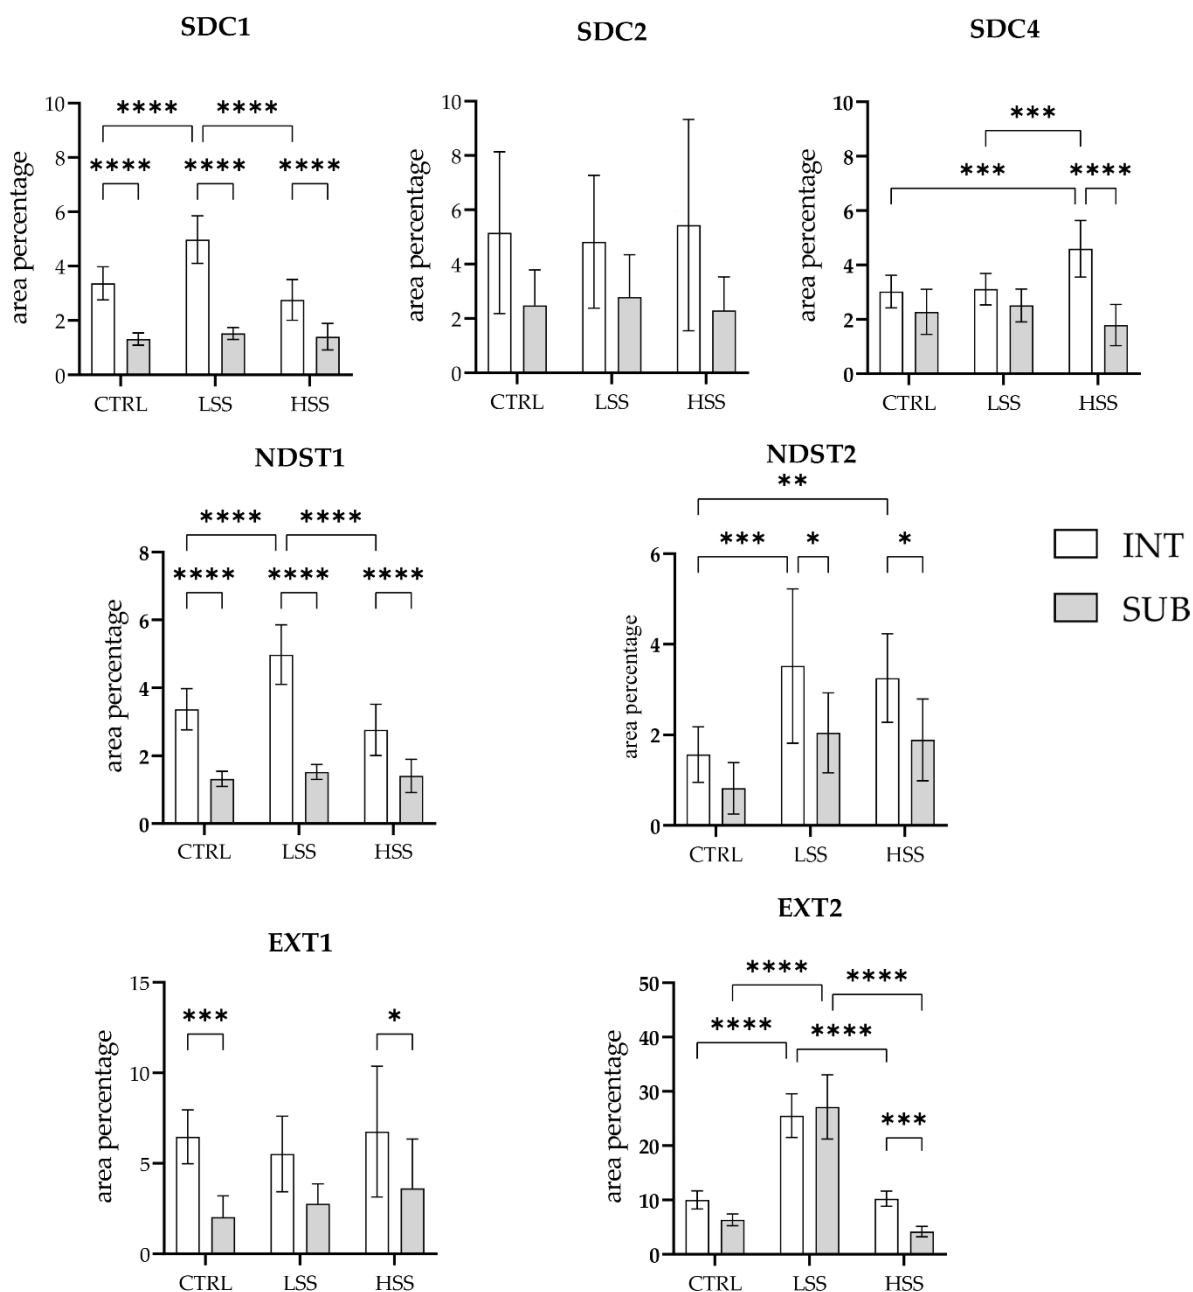 SDC1
SDC2
SDC4
area percentage
10
8
6
4
2
0
**** ****
**** **** ****
CTRL LSS HSS
area percentage
10
8
6
4
2
0
CTRL LSS HSS
area percentage
10
8
6
4
2
0
***
*** ****
CTRL LSS HSS
NDST1
NDST2
area percentage
8
6
4
2
0
**** ****
**** **** ****
CTRL LSS HSS
area percentage
6
4
2
0
**
*** * *
CTRL LSS HSS
INT
SUB
EXT1
EXT2
area percentage
15
10
5
0
*** *
CTRL LSS HSS
area percentage
50
40
30
20
10
0
**** ****
**** ****
***
CTRL LSS HSS